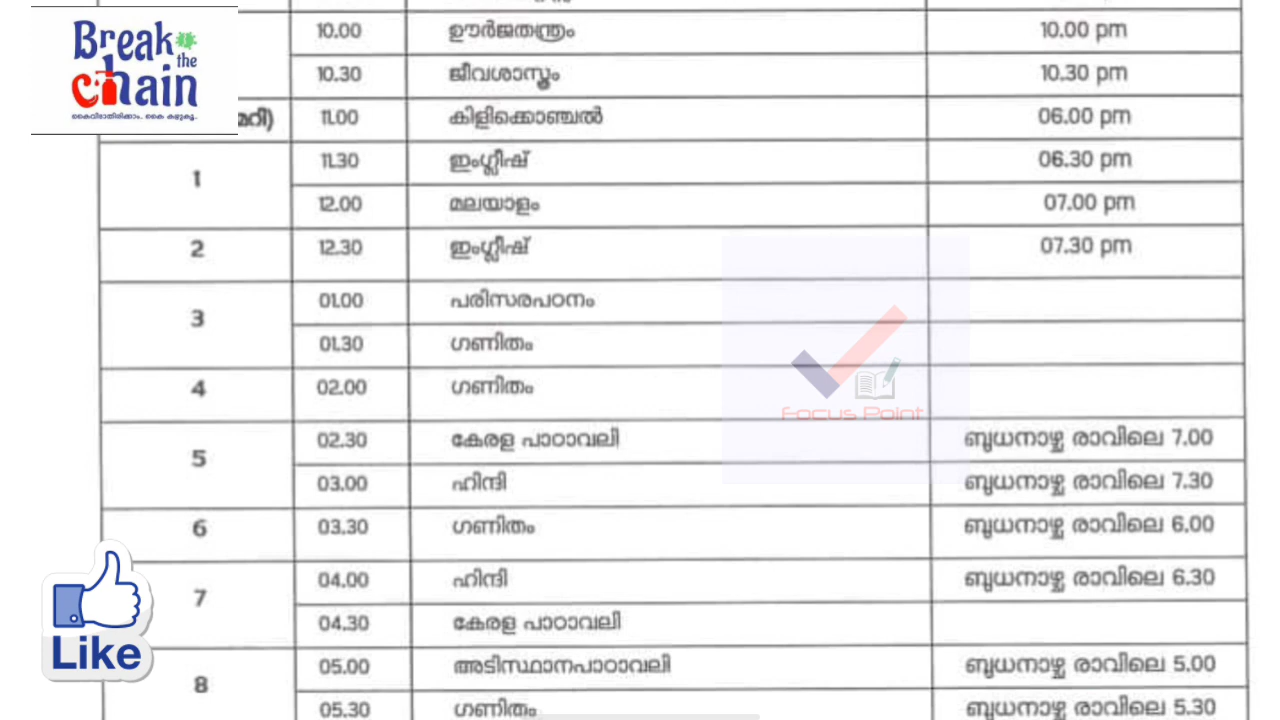 Break
the
chain
കൈവിടാതിരിക്കാം.. കൈ കഴുകൂ..
10.00 ഊർജതന്ത്രം 10.00 pm
10.30 ജീവശാസ്ത്രം 10.30 pm
മറി) 11.00 കിളിക്കൊഞ്ചൽ 06.00 pm
1 11.30 ഇംഗ്ലീഷ് 06.30 pm
12.00 മലയാളം 07.00 pm
2 12.30 ഇംഗ്ലീഷ് 07.30 pm
3 01.00 പരിസരപഠനം
01.30 ഗണിതം
4 02.00 ഗണിതം
Focus Point
5 02.30 കേരള പാഠാവലി ബുധനാഴ്ച രാവിലെ 7.00
03.00 ഹിന്ദി ബുധനാഴ്ച രാവിലെ 7.30
6 03.30 ഗണിതം ബുധനാഴ്ച രാവിലെ 6.00
7 04.00 ഹിന്ദി ബുധനാഴ്ച രാവിലെ 6.30
04.30 കേരള പാഠാവലി
Like
8 05.00 അടിസ്ഥാനപാഠാവലി ബുധനാഴ്ച രാവിലെ 5.00
05.30 ഗണിതം ബുധനാഴ്ച രാവിലെ 5.30